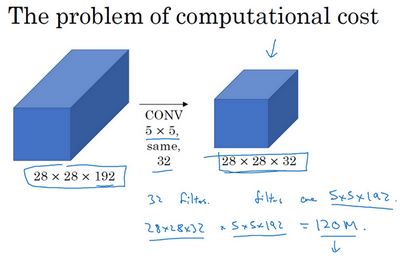 The problem of computational cost
CONV
5 × 5,
same,
32
28 × 28 × 192
28 × 28 × 32
32 filters. filters are 5×5×192.
28×28×32 × 5×5×192 = 120M.